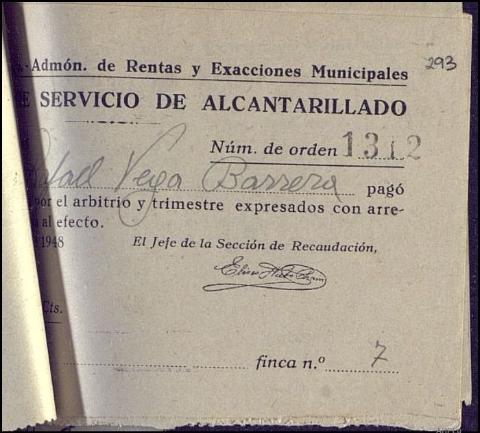 -Admón. de Rentas y Exacciones Municipales
293
E SERVICIO DE ALCANTARILLADO
Núm. de orden 1312
Rafael Vega Barrera pagó
por el arbitrio y trimestre expresados con arre-
al efecto.
1948 El Jefe de la Sección de Recaudación,
Cts.
finca n.º 7